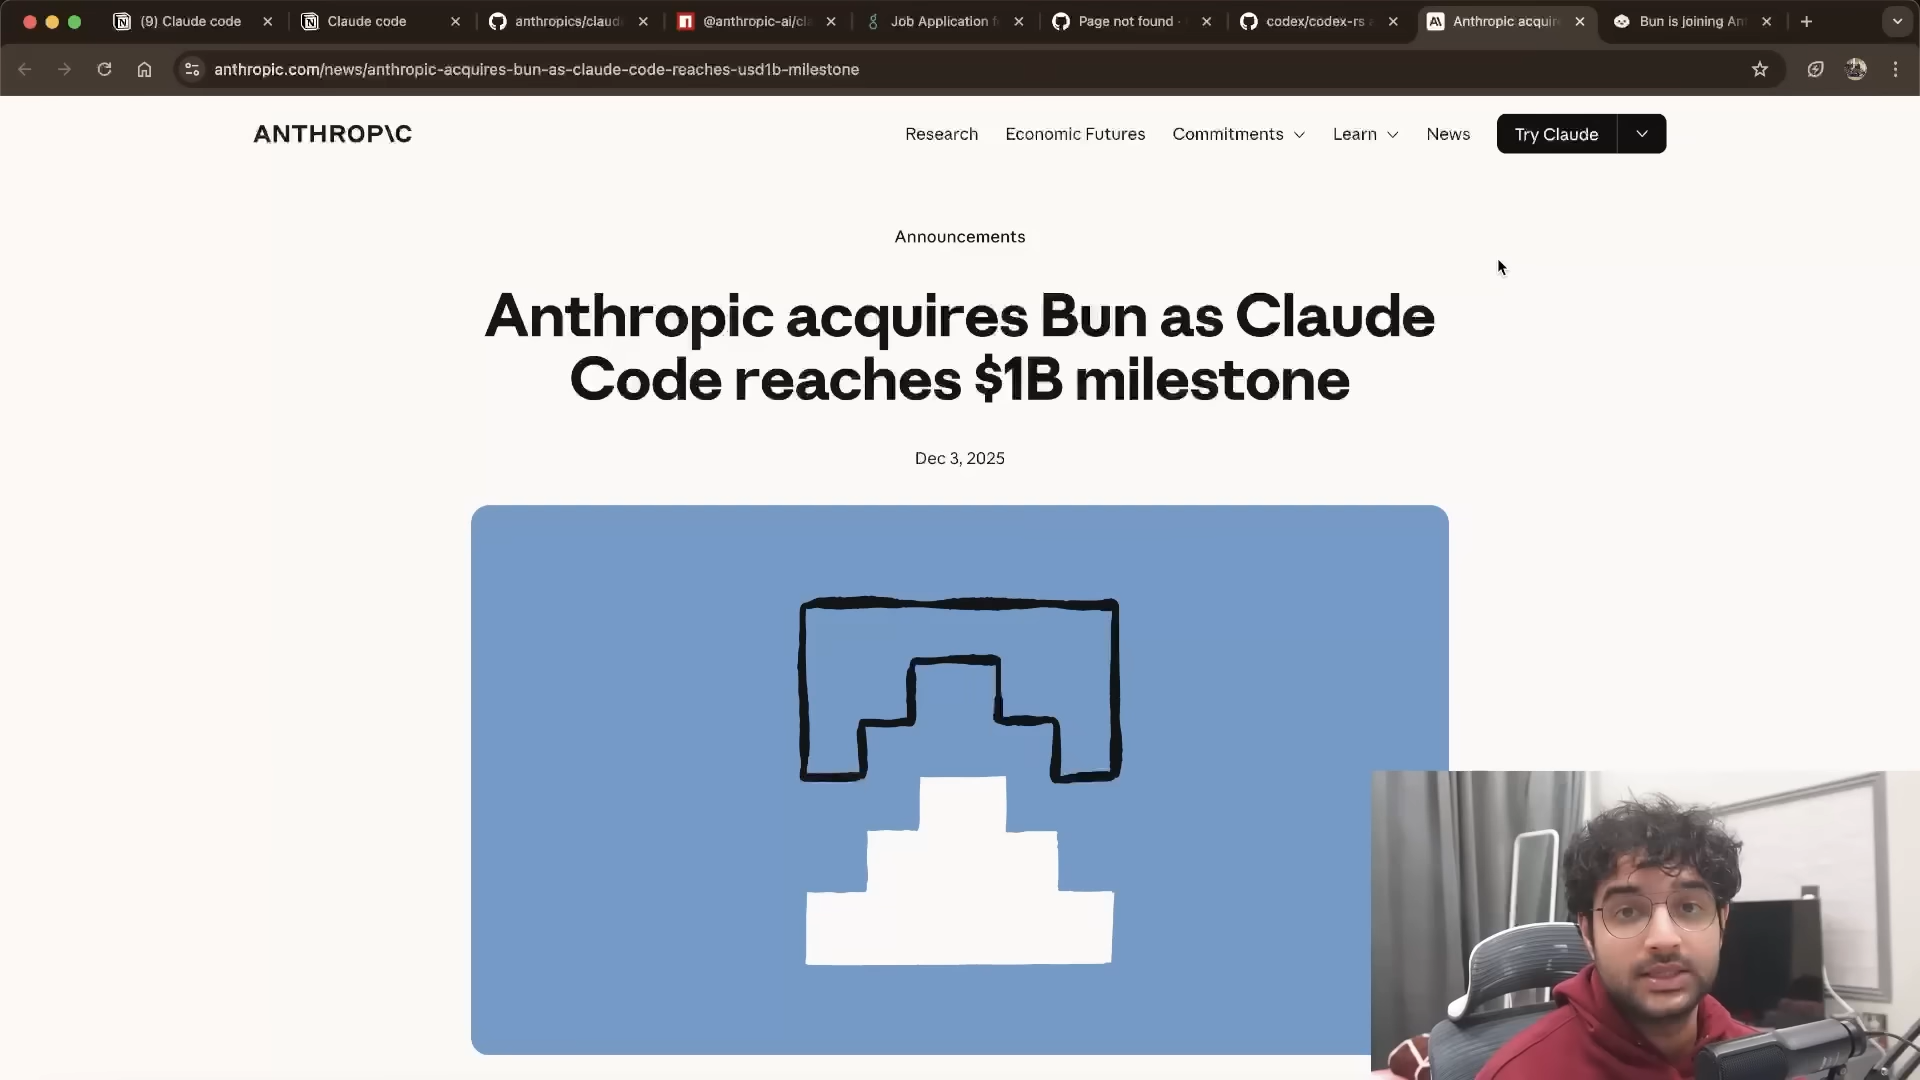 (9) Claude code
Claude code
anthropics/claud
@anthropic-ai/cl
Job Application f
Page not found ·
codex/codex-rs
Anthropic acquir
Bun is joining An
anthropic.com/news/anthropic-acquires-bun-as-claude-code-reaches-usd1b-milestone
ANTHROP\C
Research
Economic Futures
Commitments
Learn
News
Try Claude
Announcements
Anthropic acquires Bun as Claude
Code reaches $1B milestone
Dec 3, 2025